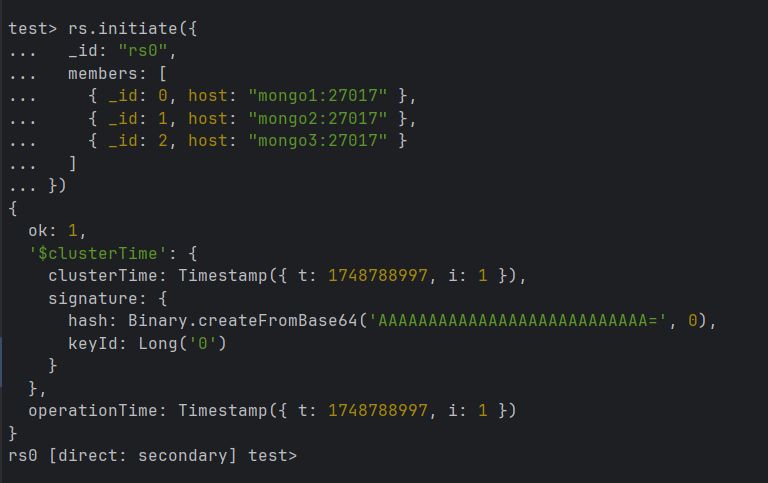 test> rs.initiate({
...   _id: "rs0",
...   members: [
...     { _id: 0, host: "mongo1:27017" },
...     { _id: 1, host: "mongo2:27017" },
...     { _id: 2, host: "mongo3:27017" }
...   ]
... })
{
  ok: 1,
  '$clusterTime': {
    clusterTime: Timestamp({ t: 1748788997, i: 1 }),
    signature: {
      hash: Binary.createFromBase64('AAAAAAAAAAAAAAAAAAAAAAAAAAA=', 0),
      keyId: Long('0')
    }
  },
  operationTime: Timestamp({ t: 1748788997, i: 1 })
}
rs0 [direct: secondary] test>